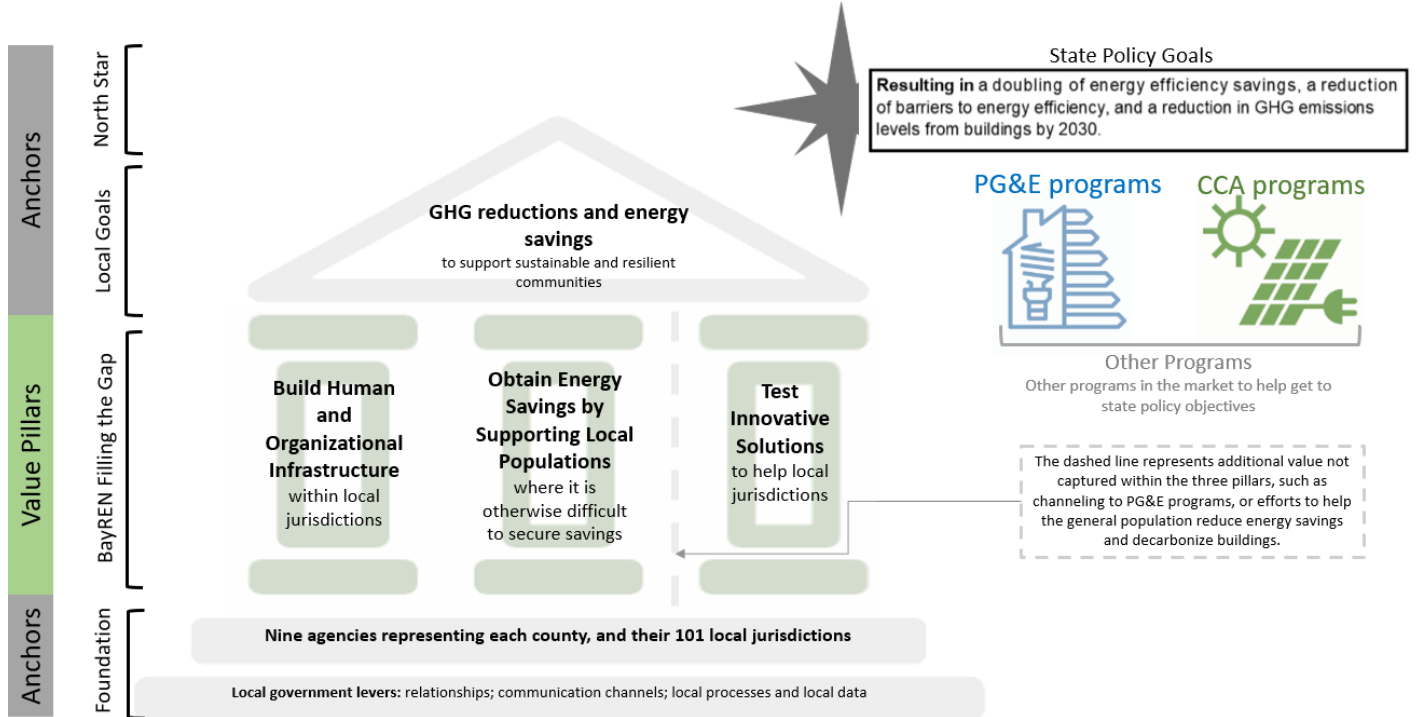 State Policy Goals
Resulting in a doubling of energy efficiency savings, a reduction
of barriers to energy efficiency, and a reduction in GHG emissions
levels from buildings by 2030.
Anchors
North Star
Local Goals
GHG reductions and energy
savings
to support sustainable and resilient
communities
PG&E programs
CCA programs
Other Programs
Other programs in the market to help get to
state policy objectives
Value Pillars
BayREN Filling the Gap
Build Human
and
Organizational
Infrastructure
within local
jurisdictions
Obtain Energy
Savings by
Supporting Local
Populations
where it is
otherwise difficult
to secure savings
Test
Innovative
Solutions
to help local
jurisdictions
The dashed line represents additional value not
captured within the three pillars, such as
channeling to PG&E programs, or efforts to help
the general population reduce energy savings
and decarbonize buildings.
Anchors
Foundation
Nine agencies representing each county, and their 101 local jurisdictions
Local government levers: relationships; communication channels; local processes and local data